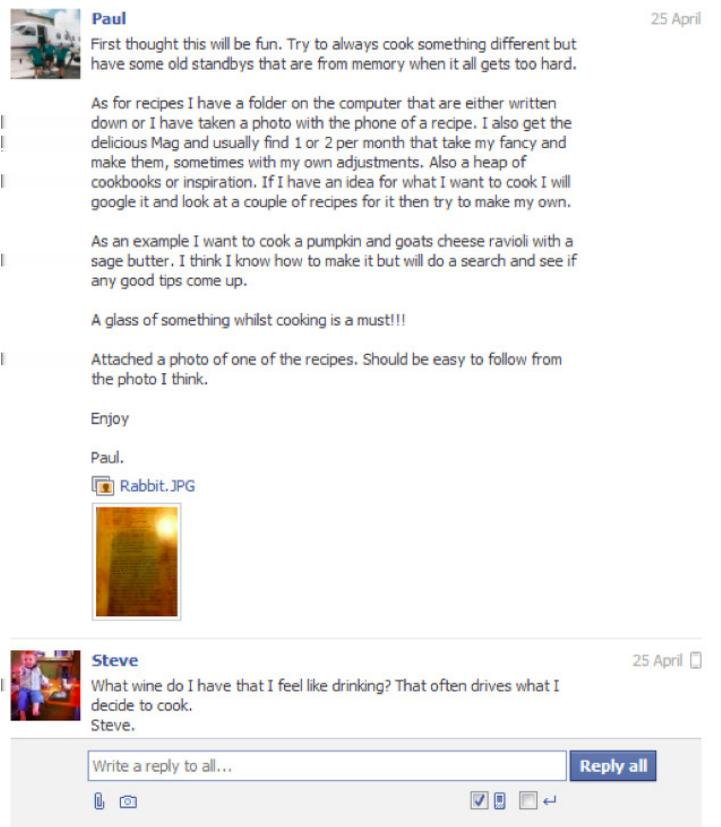 Paul
25 April
First thought this will be fun. Try to always cook something different but
have some old standbys that are from memory when it all gets too hard.
As for recipes I have a folder on the computer that are either written
down or I have taken a photo with the phone of a recipe. I also get the
delicious Mag and usually find 1 or 2 per month that take my fancy and
make them, sometimes with my own adjustments. Also a heap of
cookbooks or inspiration. If I have an idea for what I want to cook I will
google it and look at a couple of recipes for it then try to make my own.
As an example I want to cook a pumpkin and goats cheese ravioli with a
sage butter. I think I know how to make it but will do a search and see if
any good tips come up.
A glass of something whilst cooking is a must!!!
Attached a photo of one of the recipes. Should be easy to follow from
the photo I think.
Enjoy
Paul.
Rabbit.JPG
Steve
25 April
What wine do I have that I feel like drinking? That often drives what I
decide to cook.
Steve.
Write a reply to all...
Reply all